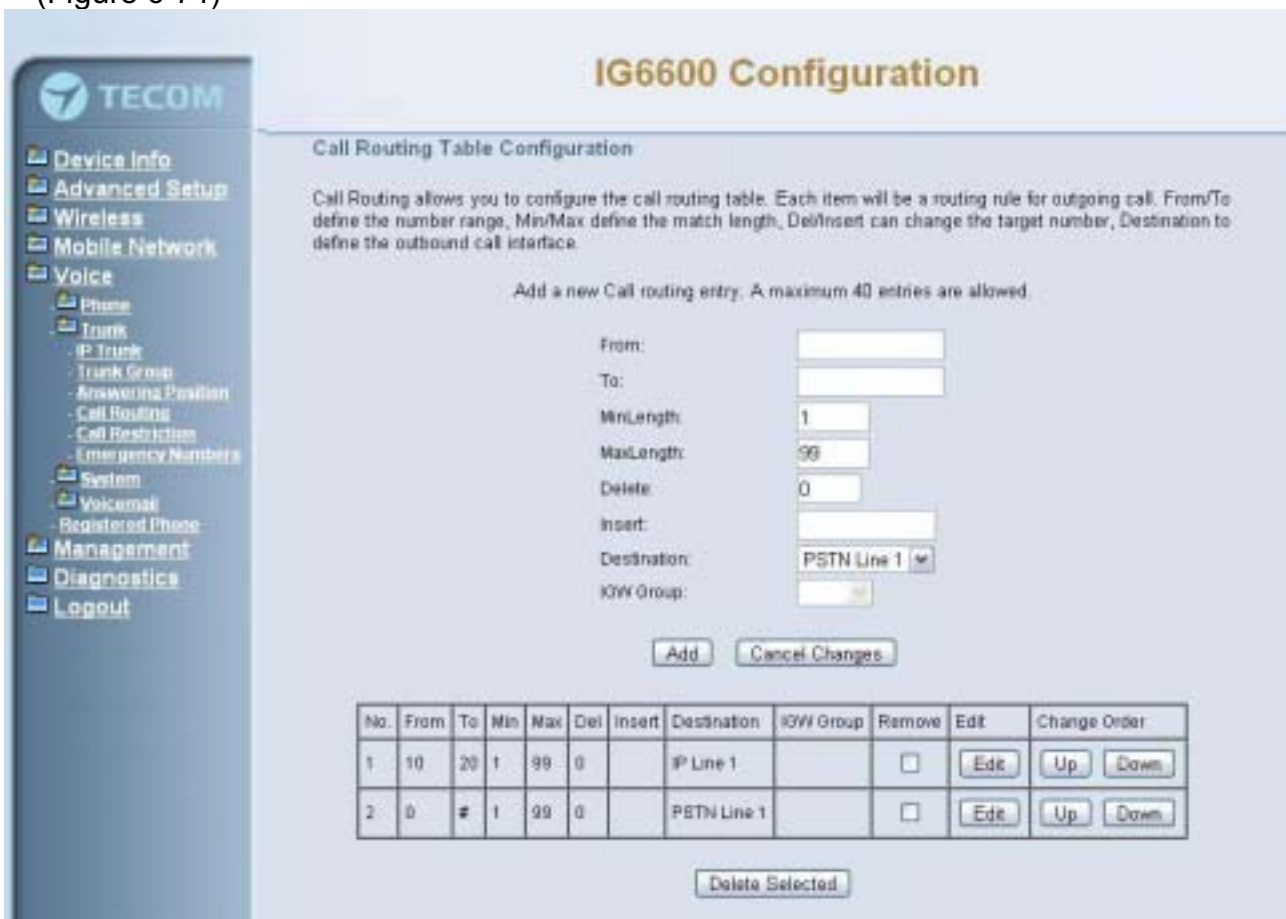 (Figure 3-71)
IG6600 Configuration
TECOM
Device Info
Advanced Setup
Wireless
Mobile Network
Voice
Phone
Trunk
- IP Trunk
- Trunk Group
- Answering Position
- Call Routing
- Call Restriction
- Emergency Numbers
System
Voicemail
- Registered Phone
Management
Diagnostics
Logout
Call Routing Table Configuration
Call Routing allows you to configure the call routing table. Each item will be a routing rule for outgoing call. From/To
define the number range, Min/Max define the match length, Del/Insert can change the target number, Destination to
define the outbound call interface.
Add a new Call routing entry. A maximum 40 entries are allowed.
From:
To:
MinLength: 1
MaxLength: 99
Delete: 0
Insert:
Destination: PSTN Line 1
IGW Group:
Add Cancel Changes
No. From To Min Max Del Insert Destination IGW Group Remove Edit Change Order
1 10 20 1 99 0 IP Line 1 Edit Up Down
2 0 # 1 99 0 PSTN Line 1 Edit Up Down
Delete Selected